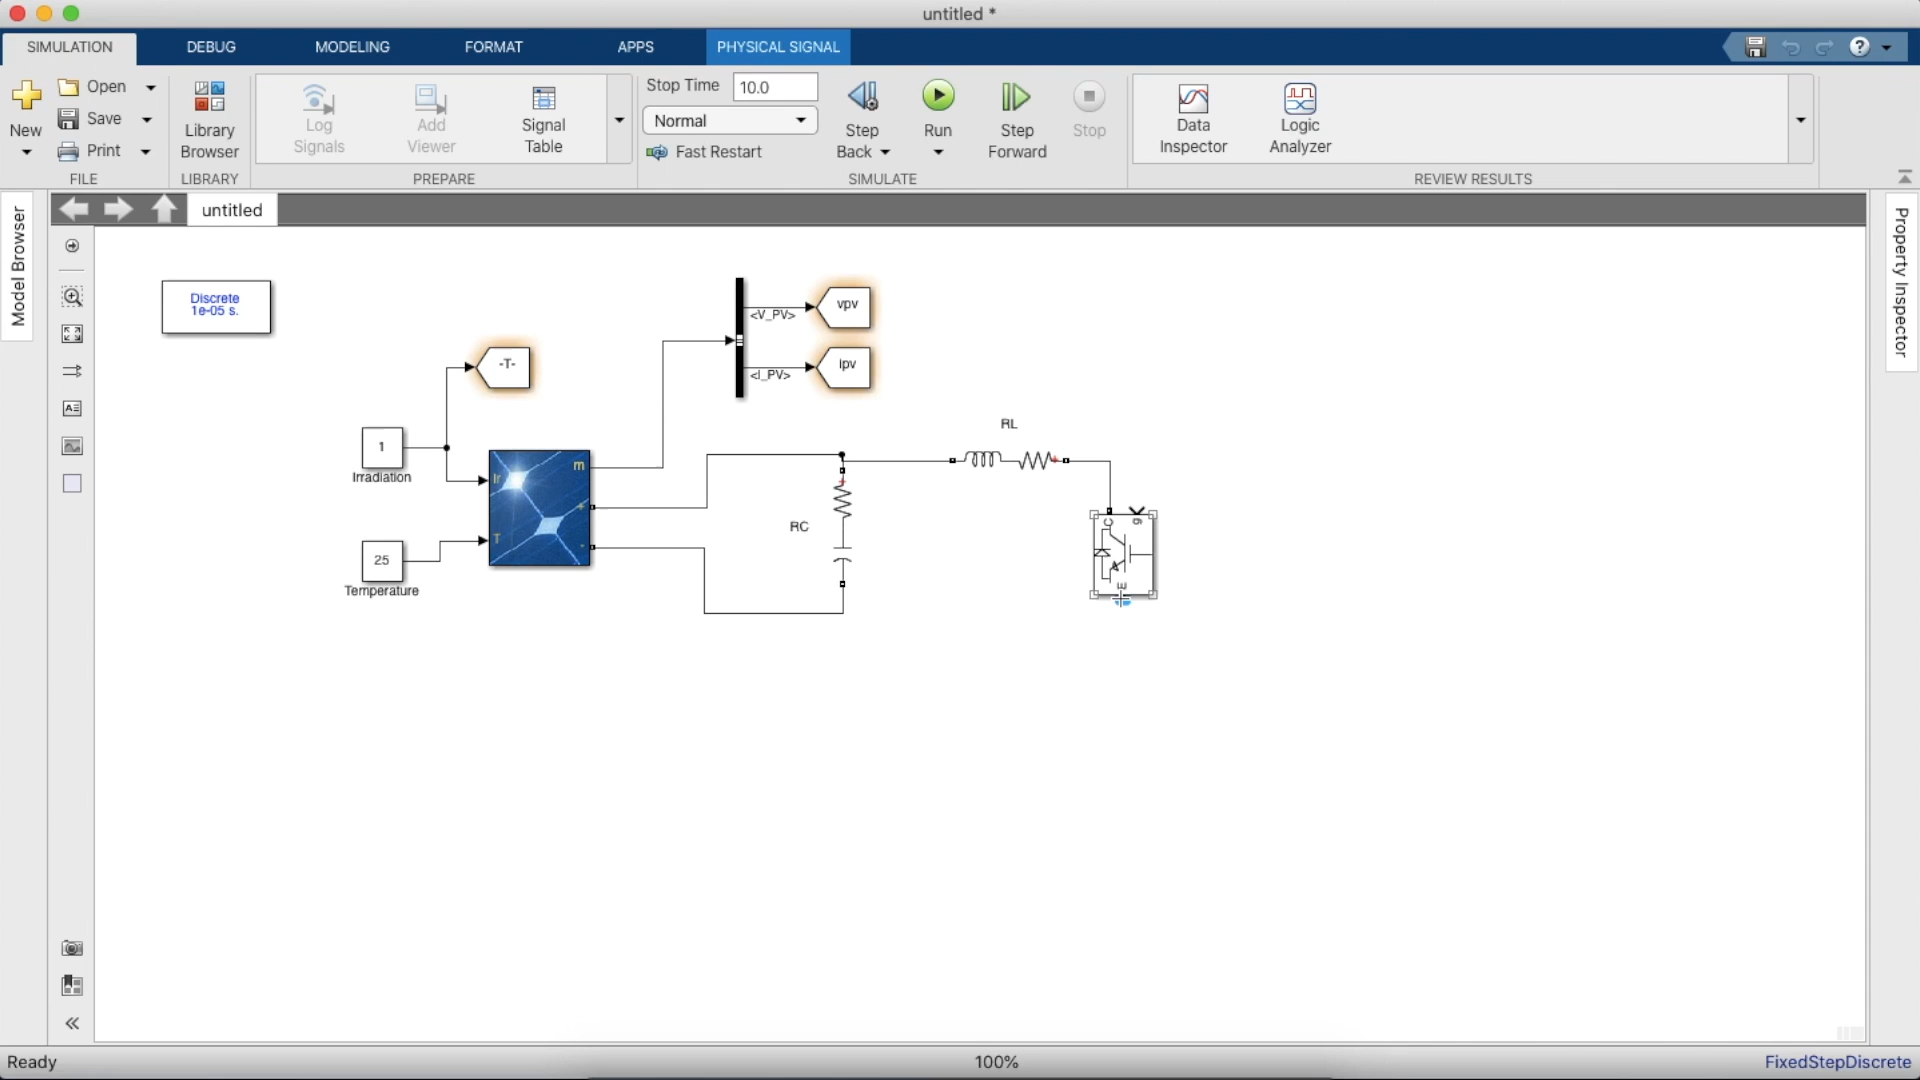 untitled *
SIMULATION
DEBUG
MODELING
FORMAT
APPS
PHYSICAL SIGNAL
New
Open
Save
Print
FILE
Library
Browser
LIBRARY
Log
Signals
Add
Viewer
Signal
Table
PREPARE
Stop Time
10.0
Normal
Fast Restart
Step
Back
Run
Step
Forward
Stop
SIMULATE
Data
Inspector
Logic
Analyzer
REVIEW RESULTS
Model Browser
untitled
Property Inspector
Discrete
1e-05 s.
-T-
<V_PV>
vpv
<I_PV>
ipv
1
Irradiation
25
Temperature
Ir
T
m
+
-
RC
RL
C
g
E
Ready
100%
FixedStepDiscrete